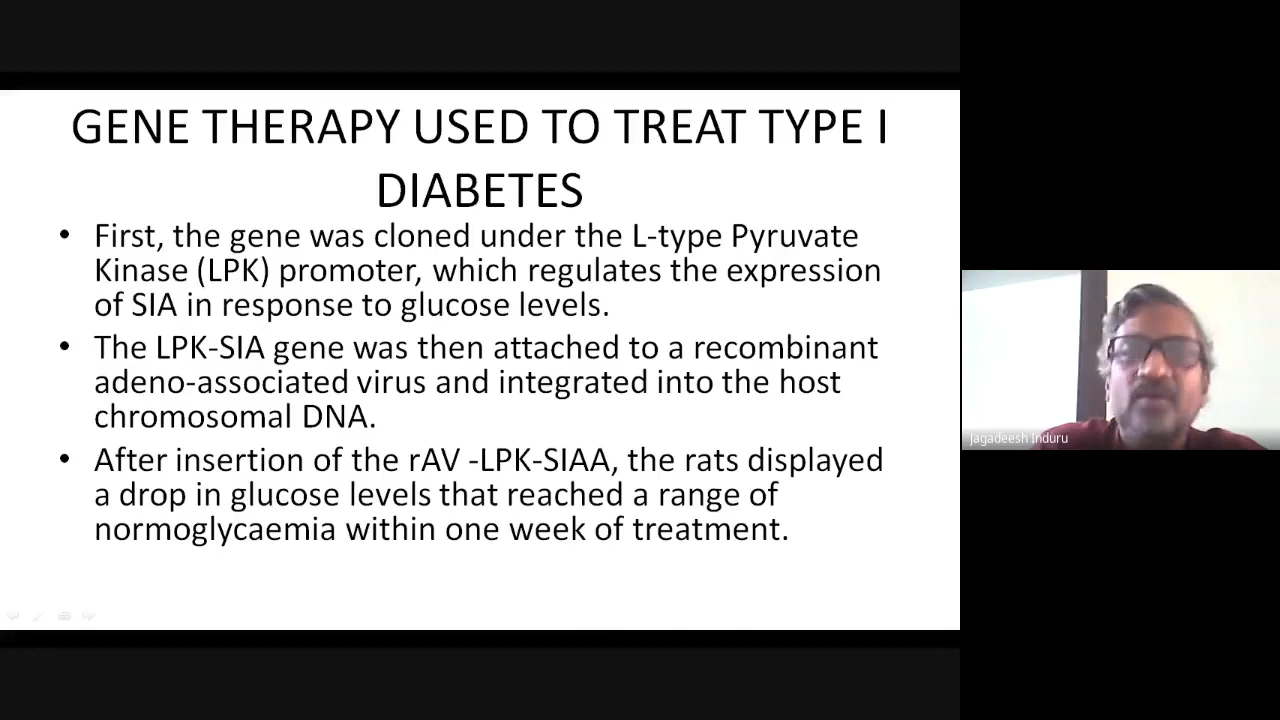 GENE THERAPY USED TO TREAT TYPE I
DIABETES
• First, the gene was cloned under the L-type Pyruvate
Kinase (LPK) promoter, which regulates the expression
of SIA in response to glucose levels.
• The LPK-SIA gene was then attached to a recombinant
adeno-associated virus and integrated into the host
chromosomal DNA.
• After insertion of the rAV -LPK-SIAA, the rats displayed
a drop in glucose levels that reached a range of
normoglycaemia within one week of treatment.
Jagadeesh Induru